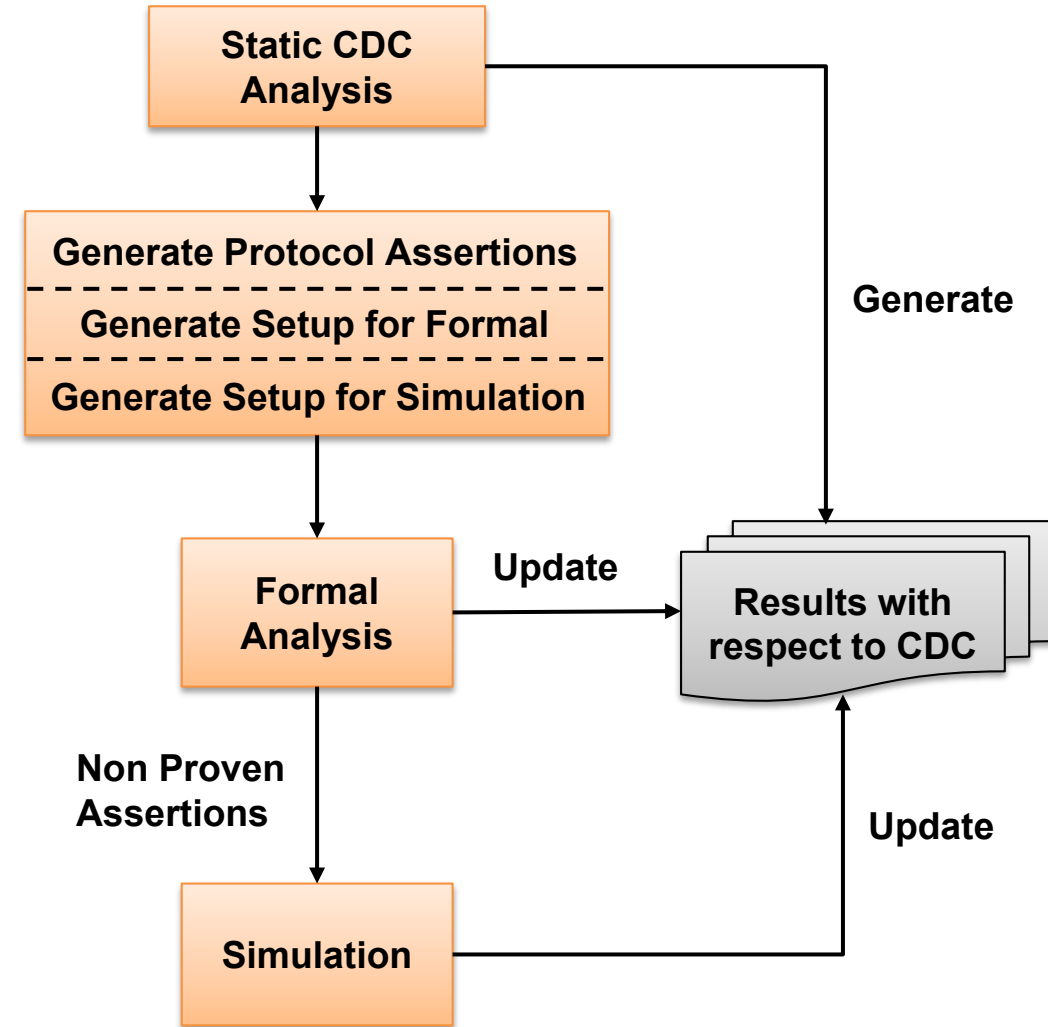 Static CDC
Analysis
Generate Protocol Assertions
Generate Setup for Formal
Generate Setup for Simulation
Generate
Formal
Analysis
Update
Results with
respect to CDC
Non Proven
Assertions
Update
Simulation